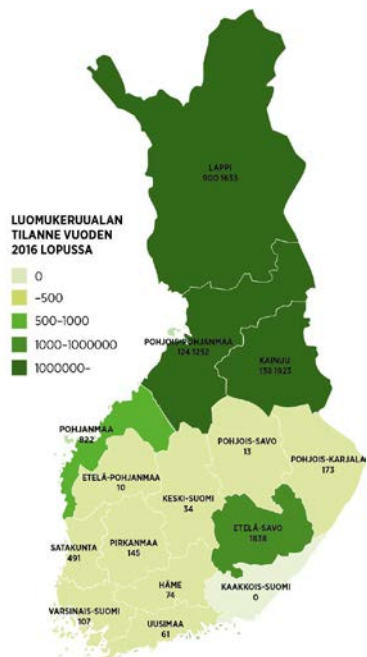 LAPPI
900 1633
LUOMUKERUUALAN
TILANNE VUODEN
2016 LOPUSSA
0
-500
500-1000
1000-1000000
1000000-
POHJOIS-POHJANMAA
124 1252
KAINUU
138 1923
POHJANMAA
822
POHJOIS-SAVO
13
POHJOIS-KARJALA
173
ETELÄ-POHJANMAA
10
KESKI-SUOMI
34
ETELÄ-SAVO
1838
SATAKUNTA
491
PIRKANMAA
145
HÄME
74
KAAKKOIS-SUOMI
0
VARSINAIS-SUOMI
107
UUSIMAA
61